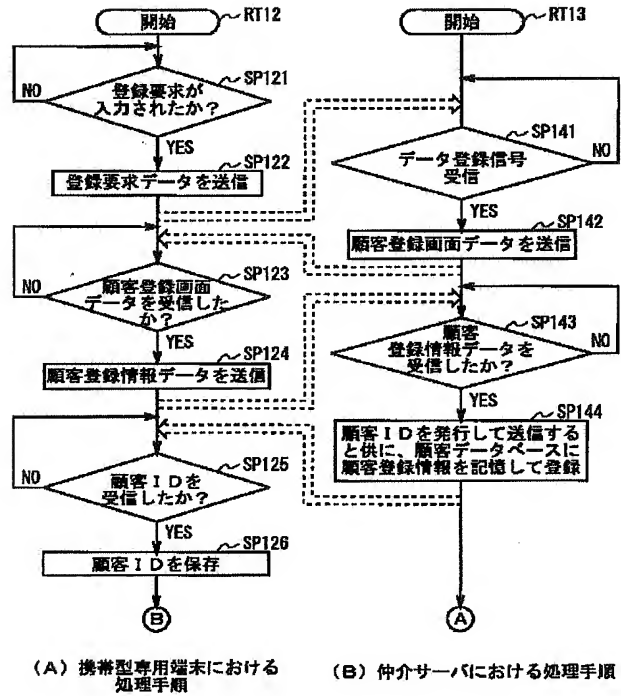 開始
RT12
登録要求が
入力されたか?
SP121
NO
YES
SP122
登録要求データを送信
SP123
顧客登録画面
データを受信した
か?
NO
YES
SP124
顧客登録情報データを送信
SP125
顧客IDを
受信したか?
NO
YES
SP126
顧客IDを保存
B
(A)携帯型専用端末における
処理手順
開始
RT13
SP141
データ登録信号
受信
NO
YES
SP142
顧客登録画面データを送信
SP143
顧客
登録情報データを
受信したか?
NO
YES
SP144
顧客IDを発行して送信する
と供に、顧客データベースに
顧客登録情報を記憶して登録
A
(B)仲介サーバにおける処理手順